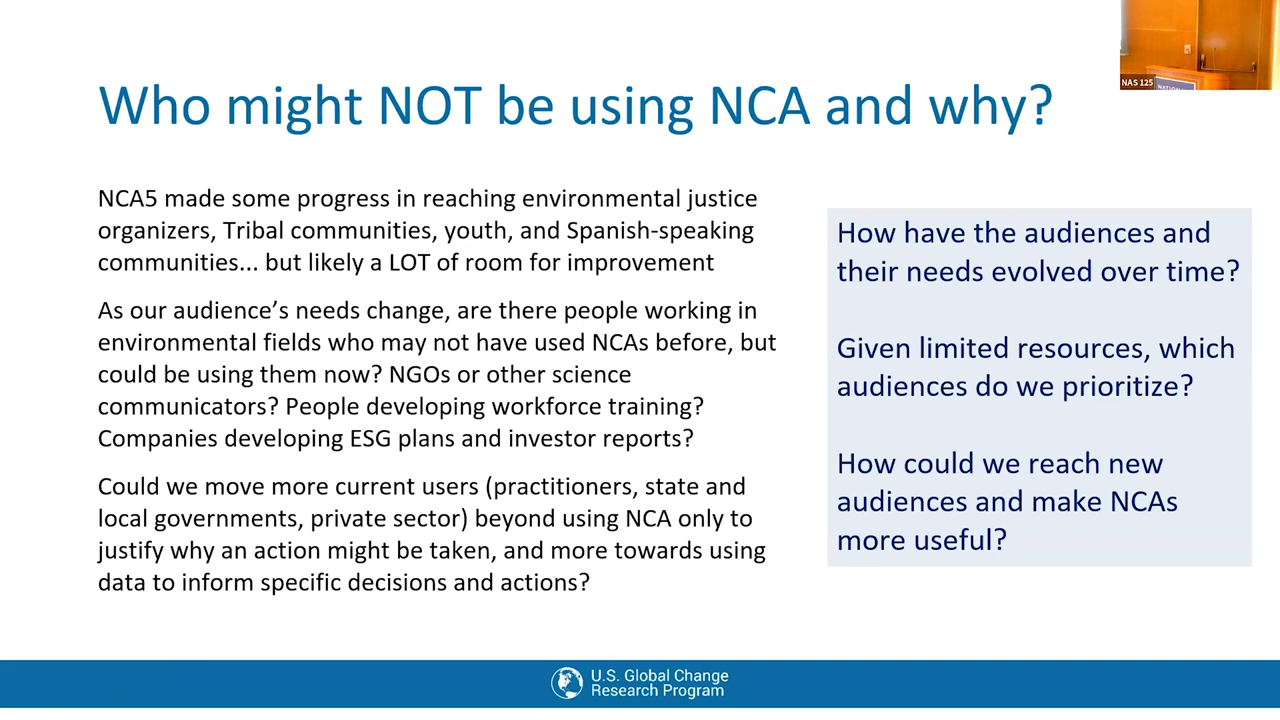 Who might NOT be using NCA and why?
NCA5 made some progress in reaching environmental justice
organizers, Tribal communities, youth, and Spanish-speaking
communities... but likely a LOT of room for improvement
As our audience’s needs change, are there people working in
environmental fields who may not have used NCAs before, but
could be using them now? NGOs or other science
communicators? People developing workforce training?
Companies developing ESG plans and investor reports?
Could we move more current users (practitioners, state and
local governments, private sector) beyond using NCA only to
justify why an action might be taken, and more towards using
data to inform specific decisions and actions?
How have the audiences and
their needs evolved over time?
Given limited resources, which
audiences do we prioritize?
How could we reach new
audiences and make NCAs
more useful?
NAS 125
U.S. Global Change
Research Program